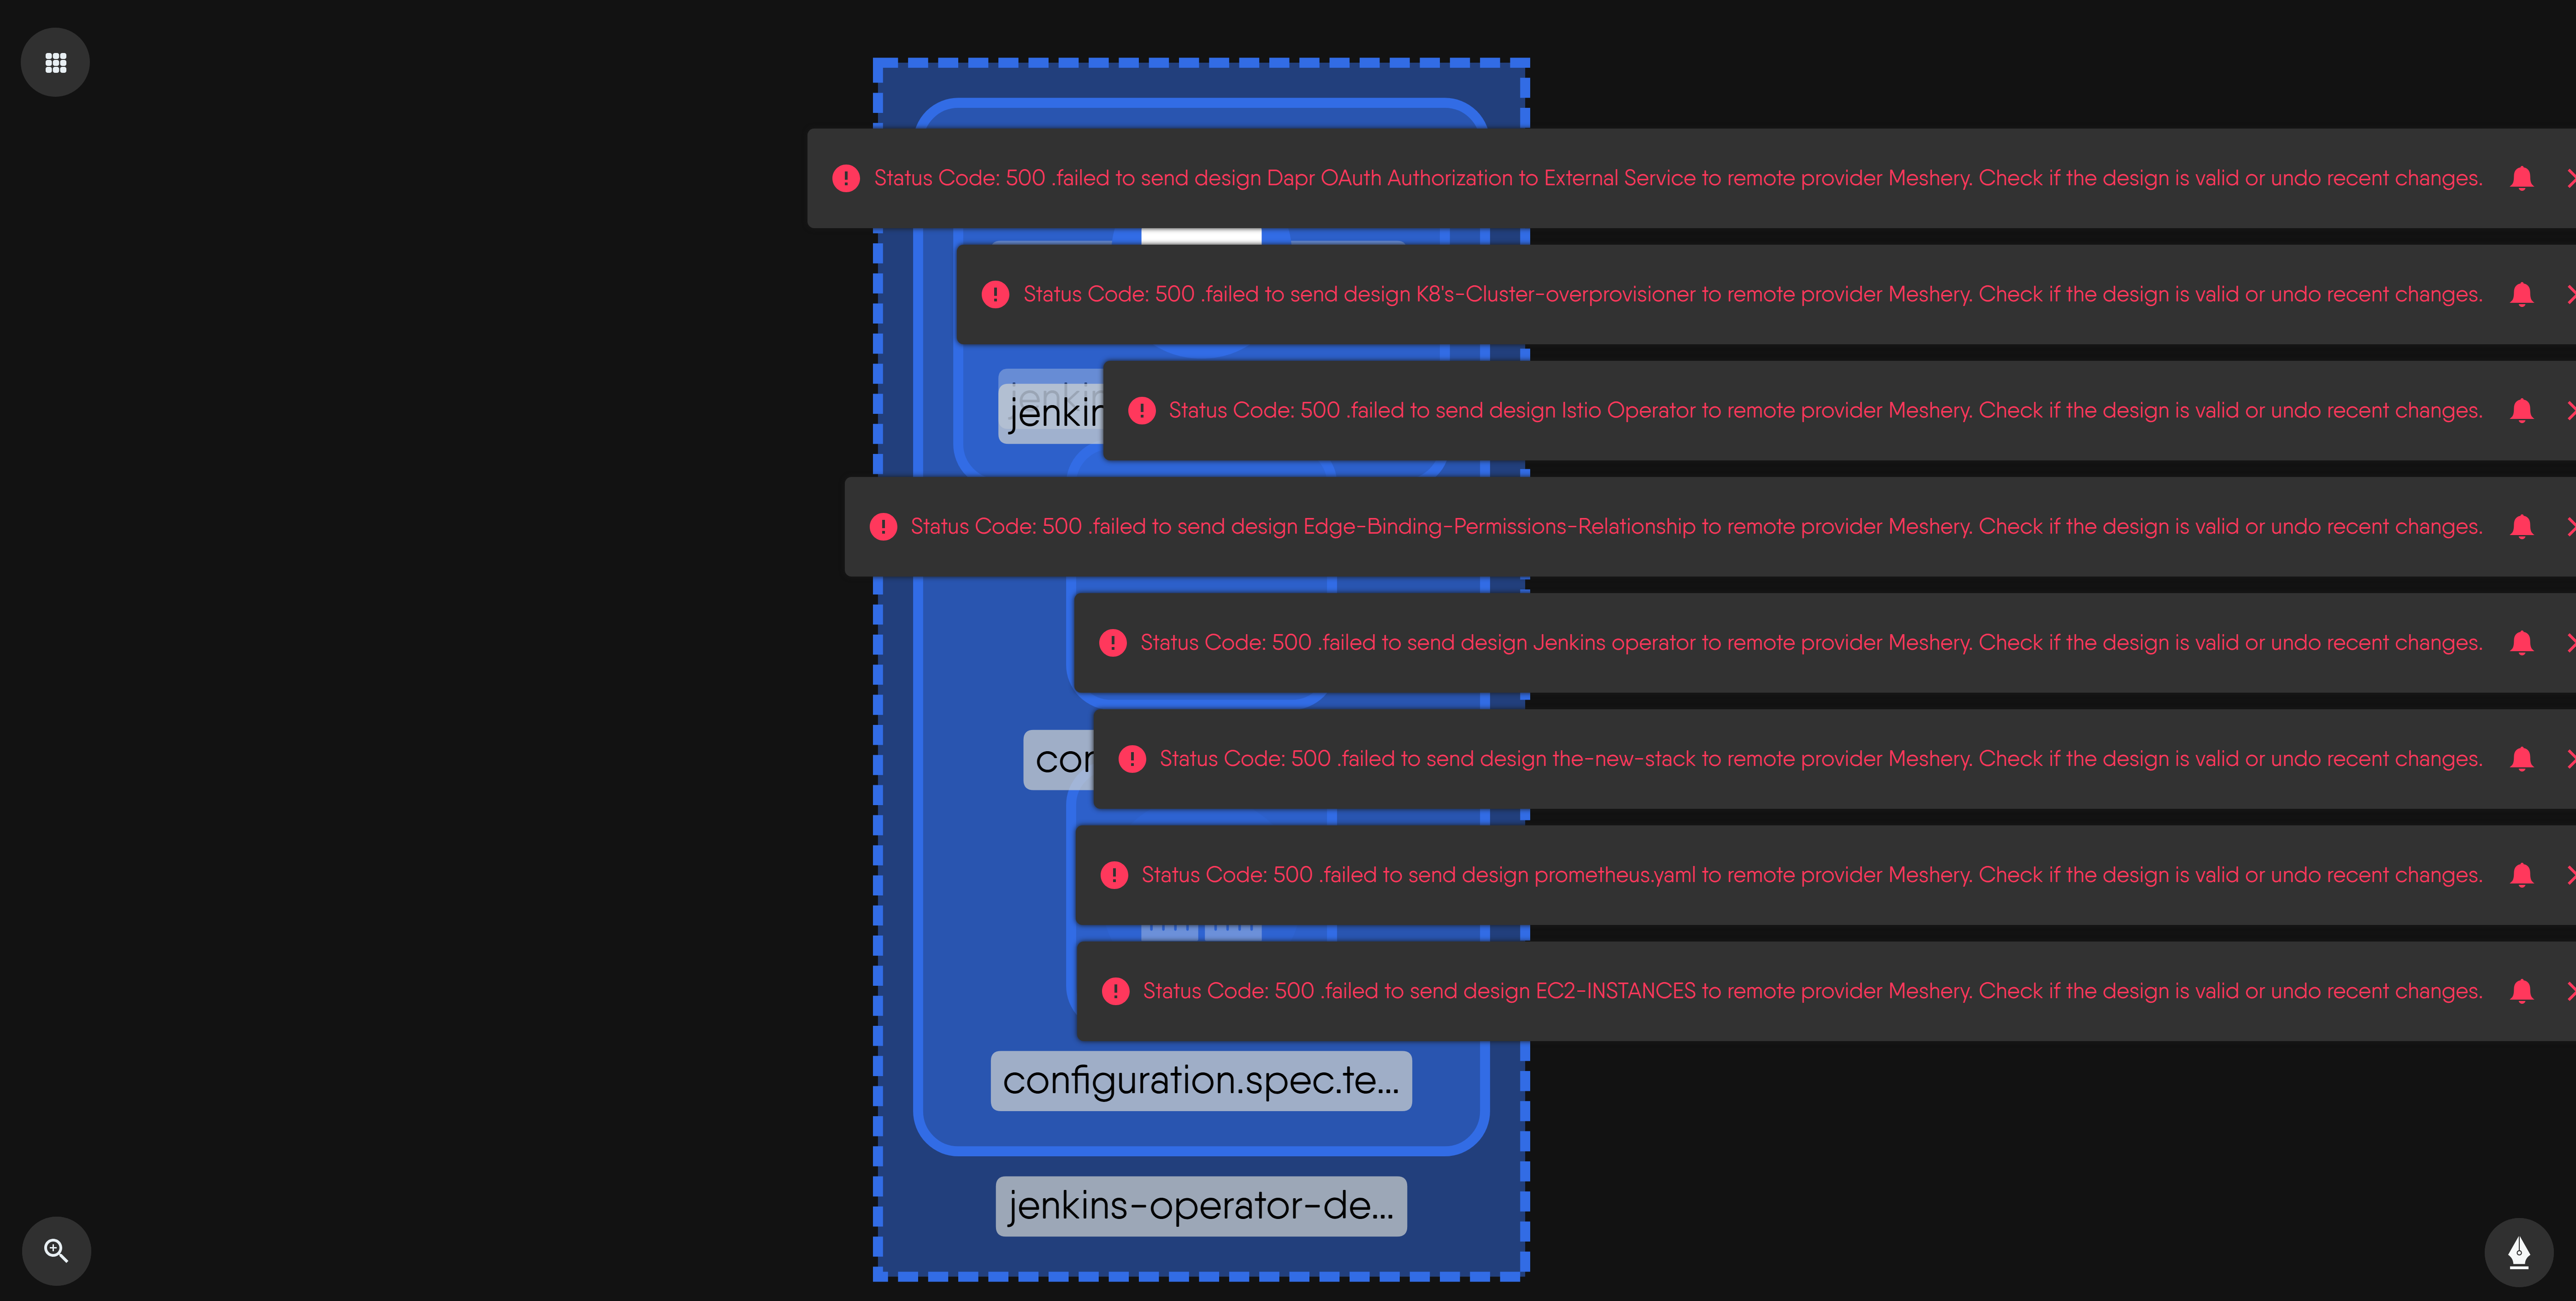 Status Code: 500 .failed to send design Dapr OAuth Authorization to External Service to remote provider Meshery. Check if the design is valid or undo recent changes.
Status Code: 500 .failed to send design K8's-Cluster-overprovisioner to remote provider Meshery. Check if the design is valid or undo recent changes.
Status Code: 500 .failed to send design Istio Operator to remote provider Meshery. Check if the design is valid or undo recent changes.
Status Code: 500 .failed to send design Edge-Binding-Permissions-Relationship to remote provider Meshery. Check if the design is valid or undo recent changes.
Status Code: 500 .failed to send design Jenkins operator to remote provider Meshery. Check if the design is valid or undo recent changes.
Status Code: 500 .failed to send design the-new-stack to remote provider Meshery. Check if the design is valid or undo recent changes.
Status Code: 500 .failed to send design prometheus.yaml to remote provider Meshery. Check if the design is valid or undo recent changes.
Status Code: 500 .failed to send design EC2-INSTANCES to remote provider Meshery. Check if the design is valid or undo recent changes.
configuration.spec.te...
jenkins-operator-de...